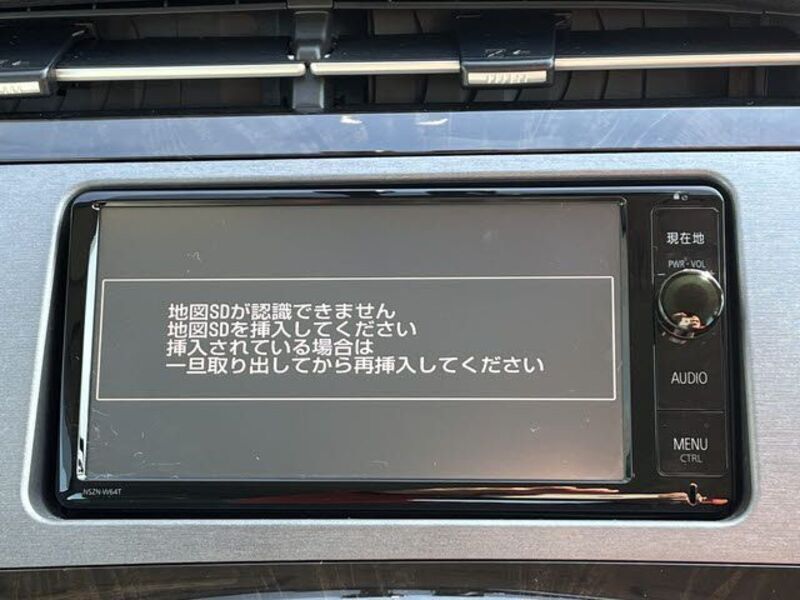 地図SDが認識できません
地図SDを挿入してください
挿入されている場合は
一旦取り出してから再挿入してください
現在地
PWR・VOL
AUDIO
MENU
CTRL
NSZN-W64T